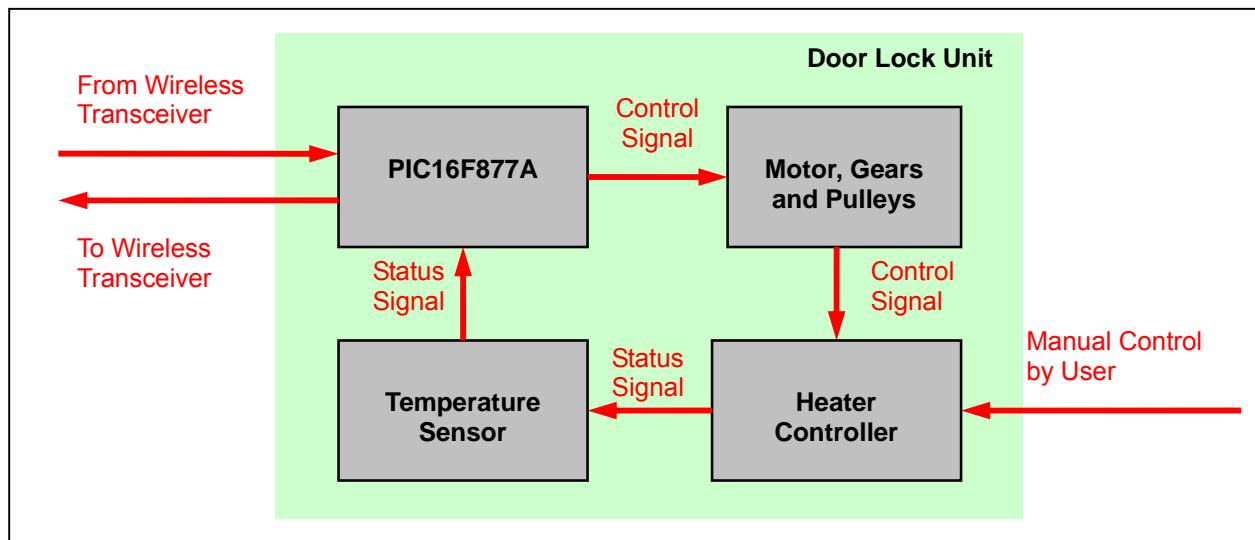 Door Lock Unit
From Wireless
Transceiver
Control
Signal
PIC16F877A
Motor, Gears
and Pulleys
To Wireless
Transceiver
Status
Signal
Control
Signal
Manual Control
by User
Status
Signal
Temperature
Sensor
Heater
Controller